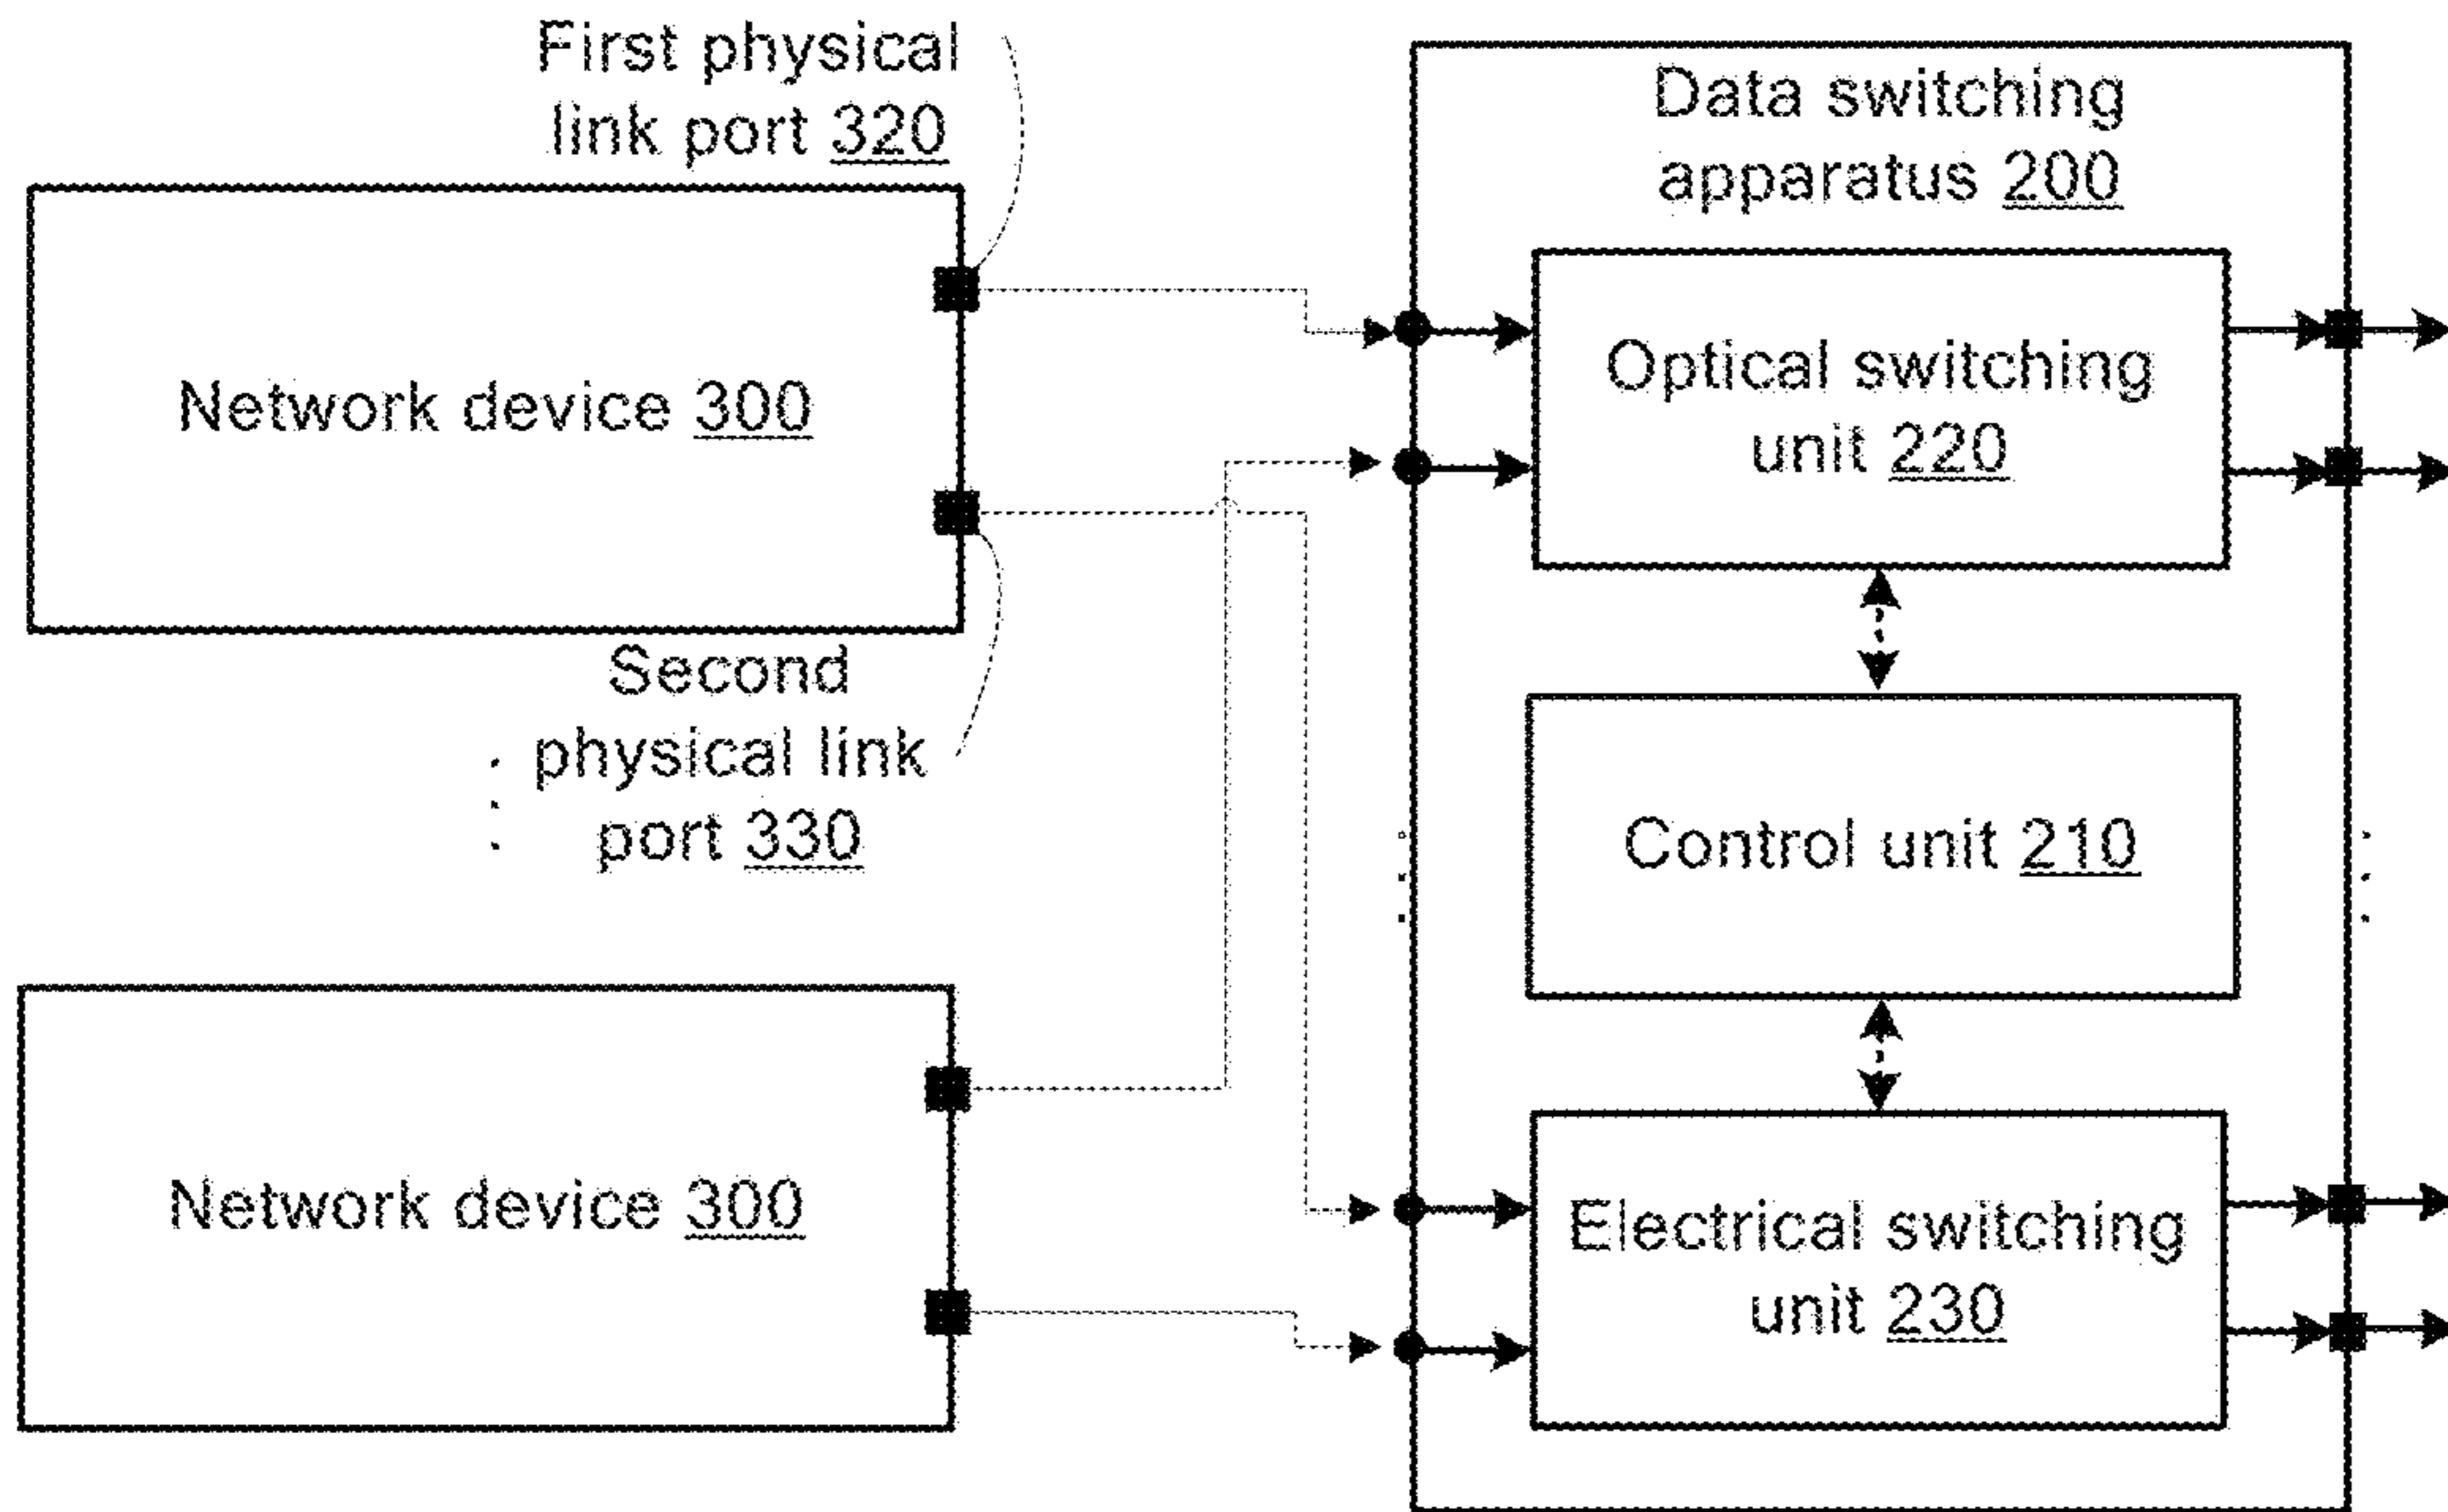 First physical
link port 320
Data switching
apparatus 200
Network device 300
Optical switching
unit 220
Second
physical link
port 330
Control unit 210
Network device 300
Electrical switching
unit 230